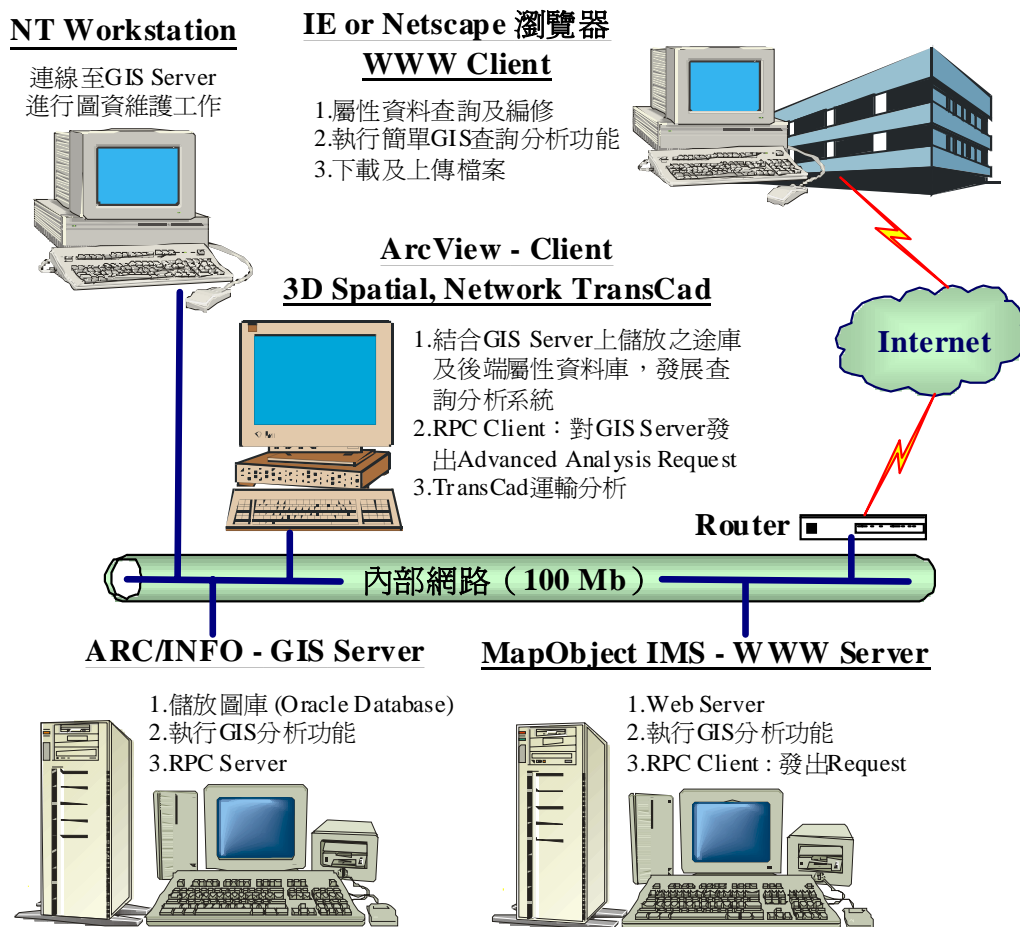 NT Workstation
連線至GIS Server
進行圖資維護工作
IE or Netscape 瀏覽器
WWW Client
1.屬性資料查詢及編修
2.執行簡單GIS查詢分析功能
3.下載及上傳檔案
ArcView - Client
3D Spatial, Network TransCad
1.結合GIS Server上儲放之途庫
及後端屬性資料庫，發展查
詢分析系統
2.RPC Client：對GIS Server發
出Advanced Analysis Request
3.TransCad運輸分析
Internet
Router
內部網路（100 Mb）
ARC/INFO - GIS Server
1.儲放圖庫 (Oracle Database)
2.執行GIS分析功能
3.RPC Server
MapObject IMS - WWW Server
1.Web Server
2.執行GIS分析功能
3.RPC Client : 發出Request